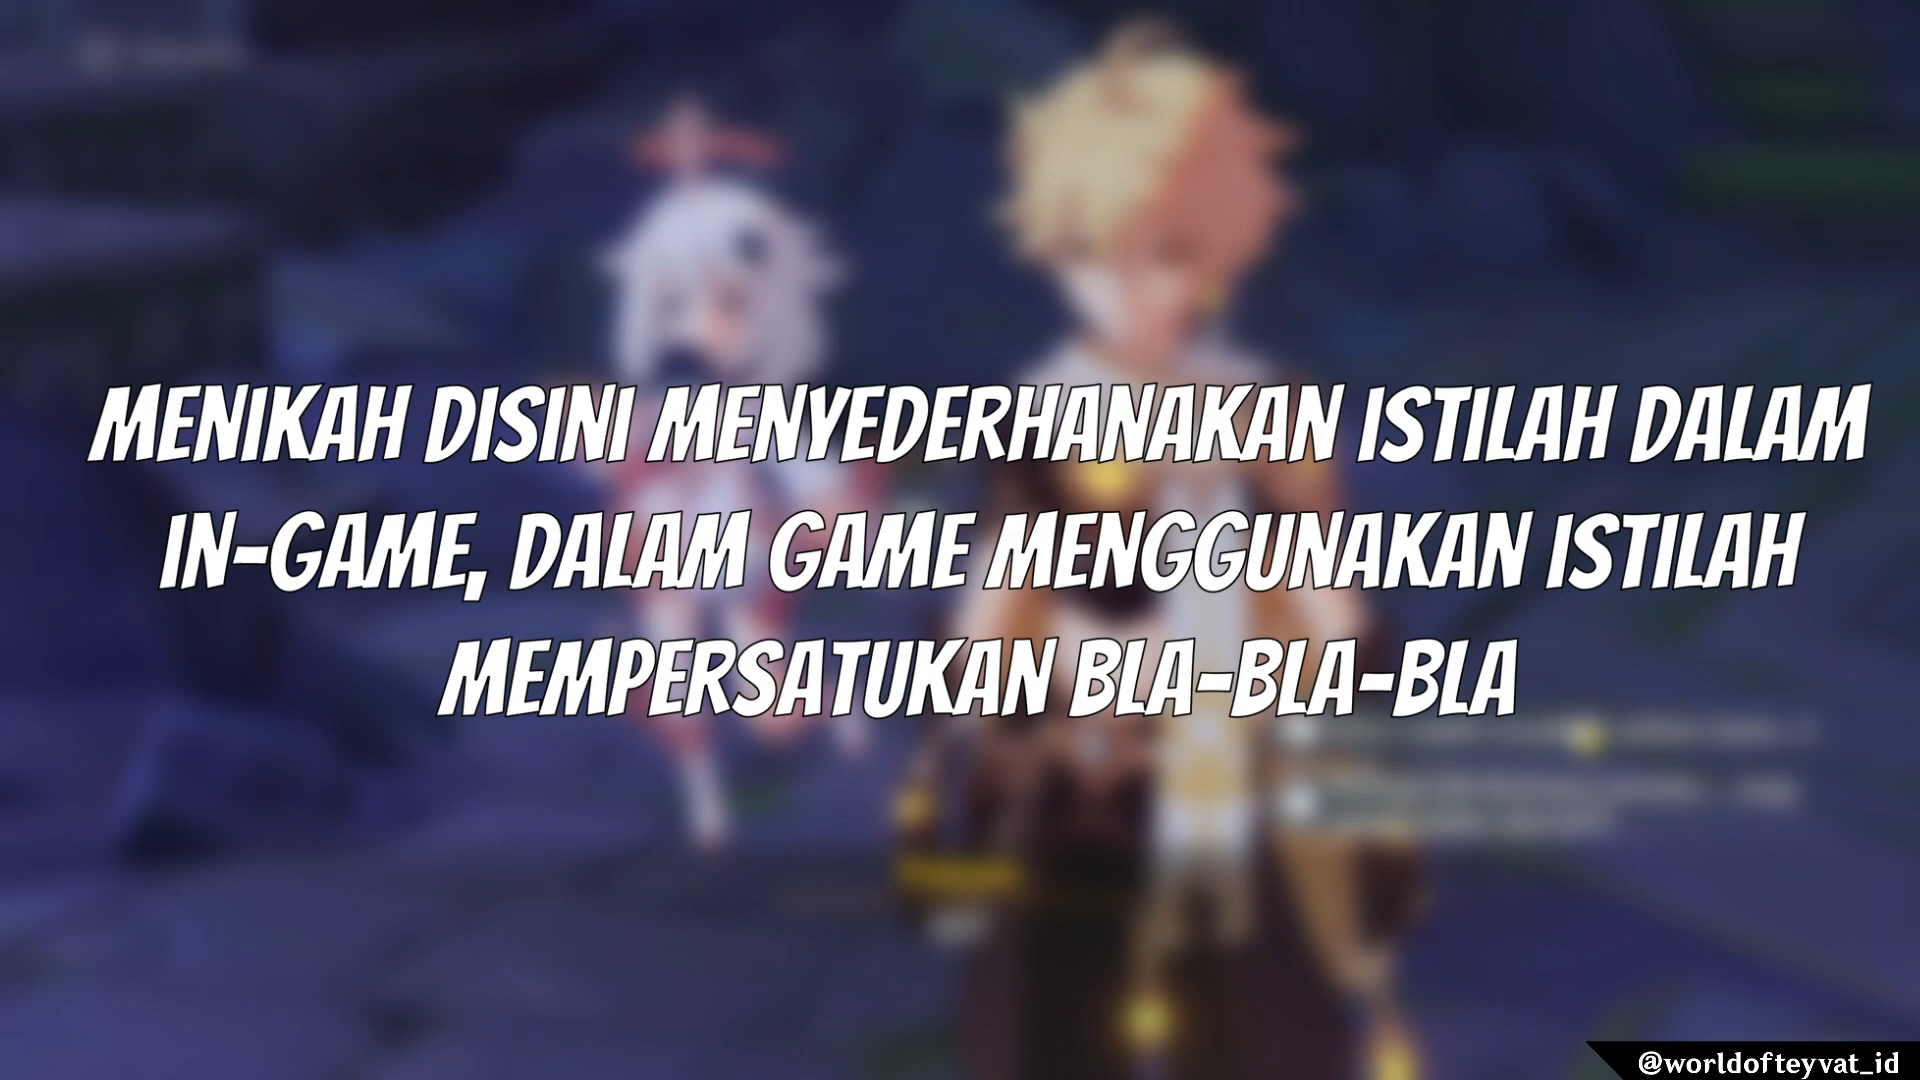 MENIKAH DISINI MENYEDERHANAKAN ISTILAH DALAM
IN-GAME, DALAM GAME MENGGUNAKAN ISTILAH
MEMPERSATUKAN BLA-BLA-BLA
@worldofteyvat_id